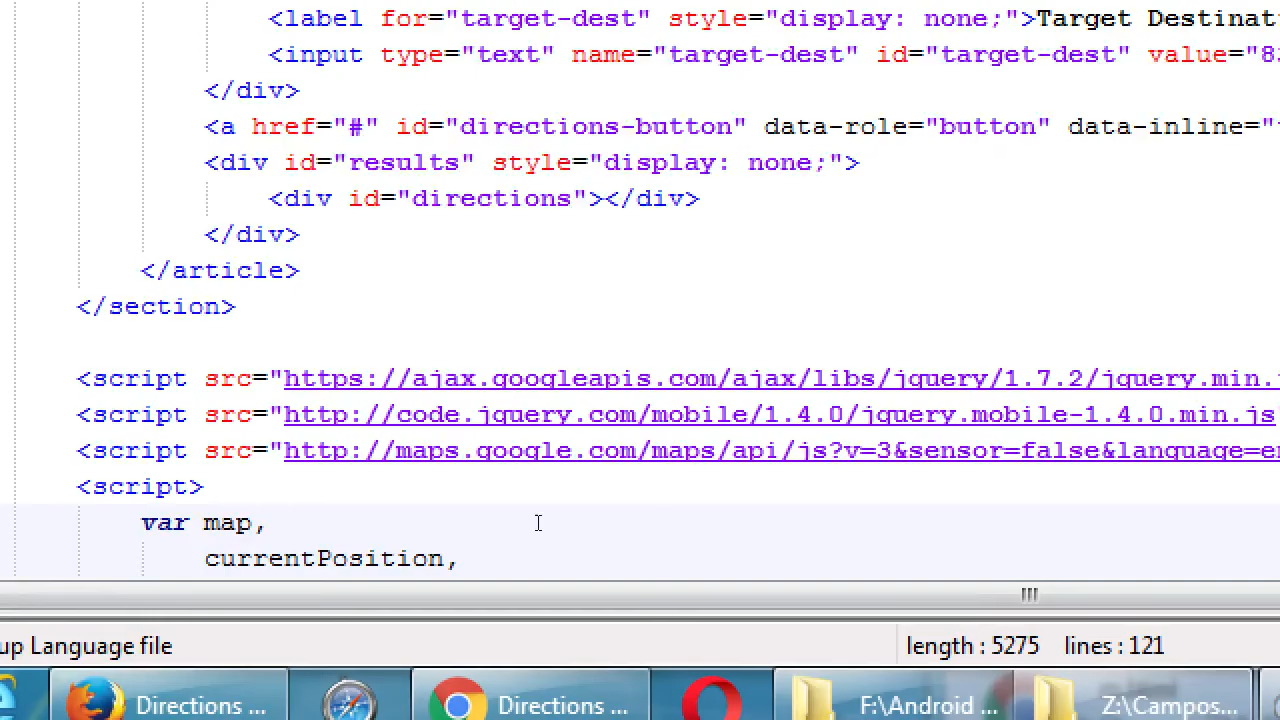 <label for="target-dest" style="display: none;">Target Destinat
<input type="text" name="target-dest" id="target-dest" value="8
</div>
<a href="#" id="directions-button" data-role="button" data-inline="
<div id="results" style="display: none;">
<div id="directions"></div>
</div>
</article>
</section>
<script src="https://ajax.googleapis.com/ajax/libs/jquery/1.7.2/jquery.min.
<script src="http://code.jquery.com/mobile/1.4.0/jquery.mobile-1.4.0.min.js
<script src="http://maps.google.com/maps/api/js?v=3&sensor=false&language=e
<script>
var map,
currentPosition,
up Language file length : 5275 lines : 121
Directions ... Directions ... F:\Android ... Z:\Campos...